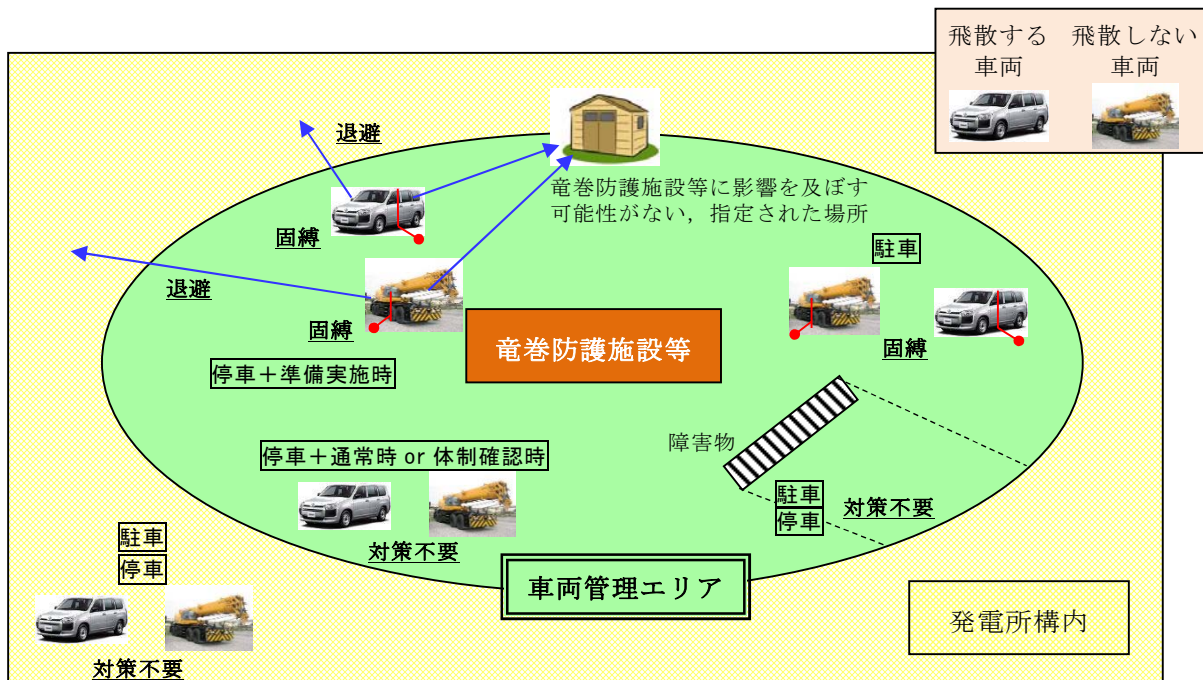 飛散する 飛散しない
車両 車両
退避
竜巻防護施設等に影響を及ぼす
可能性がない，指定された場所
固縛
駐車
退避
固縛
竜巻防護施設等
固縛
停車＋準備実施時
障害物
停車＋通常時 or 体制確認時
駐車
停車
対策不要
対策不要
駐車
停車
車両管理エリア
発電所構内
対策不要